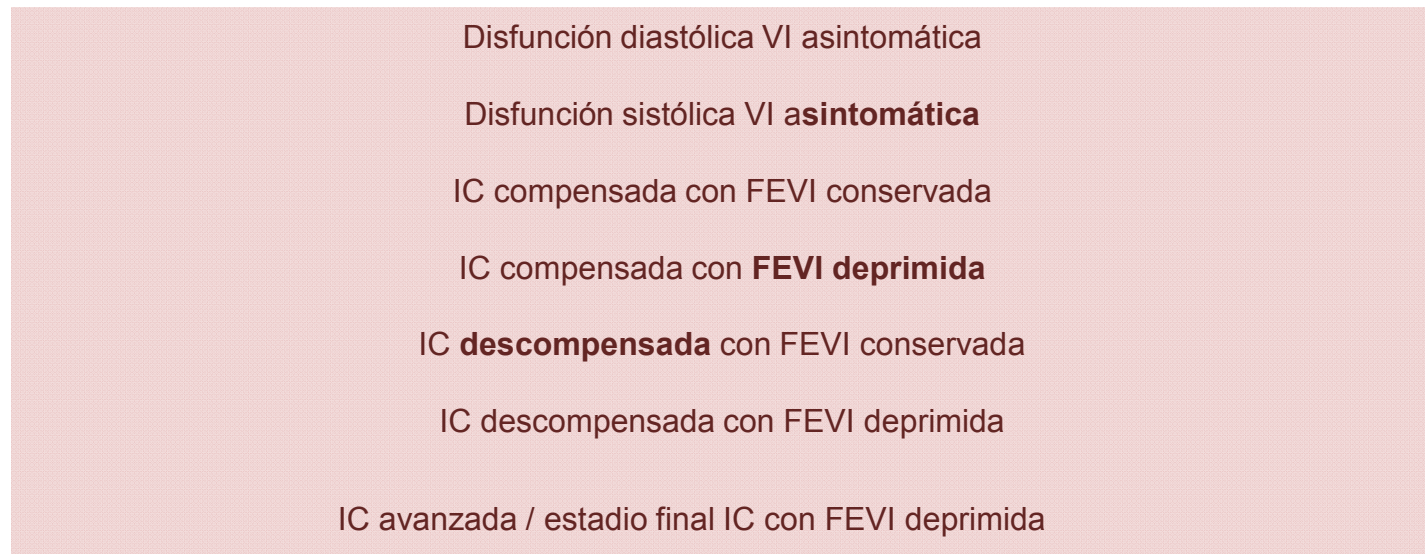 Disfunción diastólica VI asintomática
Disfunción sistólica VI asintomática
IC compensada con FEVI conservada
IC compensada con FEVI deprimida
IC descompensada con FEVI conservada
IC descompensada con FEVI deprimida
IC avanzada / estadio final IC con FEVI deprimida